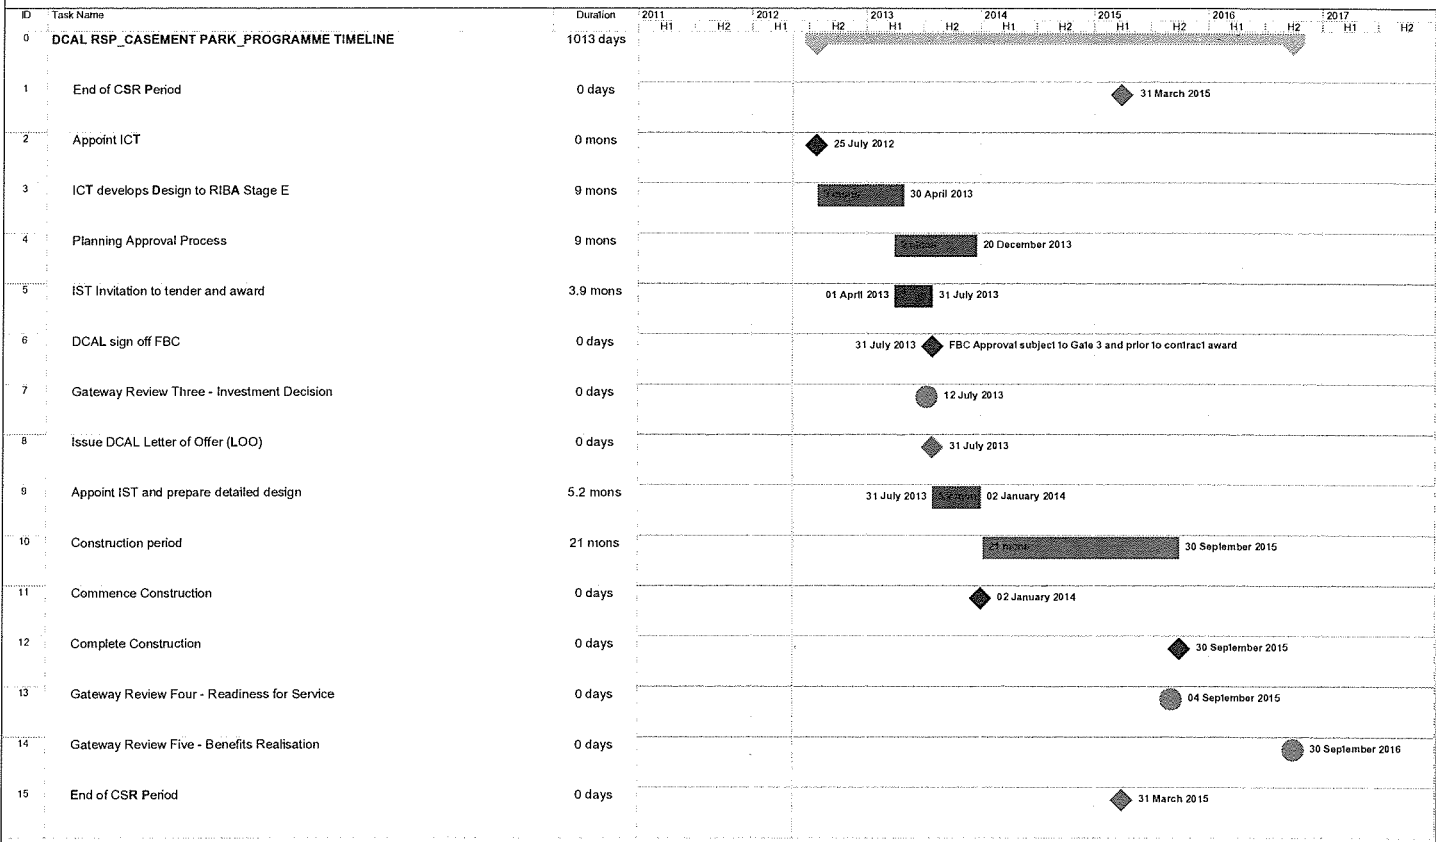 ID Task Name Duration 2011 2012 2013 2014 2015 2016 2017
H1 H2 H1 H2 H1 H2 H1 H2 H1 H2 H1 H2 H1 H2
0 DCAL RSP_CASEMENT PARK_PROGRAMME TIMELINE 1013 days
1 End of CSR Period 0 days 31 March 2015
2 Appoint ICT 0 mons 25 July 2012
3 ICT develops Design to RIBA Stage E 9 mons 30 April 2013
4 Planning Approval Process 9 mons 20 December 2013
5 IST Invitation to tender and award 3.9 mons 01 April 2013 31 July 2013
6 DCAL sign off FBC 0 days 31 July 2013 FBC Approval subject to Gate 3 and prior to contract award
7 Gateway Review Three - Investment Decision 0 days 12 July 2013
8 Issue DCAL Letter of Offer (LOO) 0 days 31 July 2013
9 Appoint IST and prepare detailed design 5.2 mons 31 July 2013 02 January 2014
10 Construction period 21 mons 21 mons 30 September 2015
11 Commence Construction 0 days 02 January 2014
12 Complete Construction 0 days 30 September 2015
13 Gateway Review Four - Readiness for Service 0 days 04 September 2015
14 Gateway Review Five - Benefits Realisation 0 days 30 September 2016
15 End of CSR Period 0 days 31 March 2015